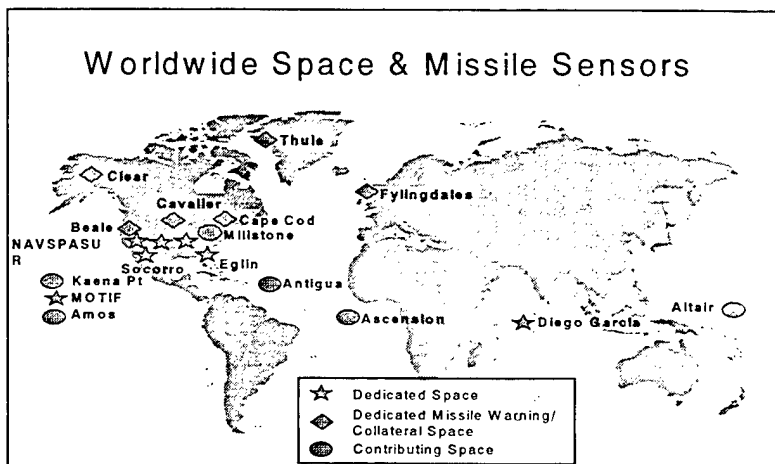 Worldwide Space & Missile Sensors
Thule
Clear
Fylingdales
Cavalier
Cape Cod
Beale
Millstone
NAVSPASU
R
Socorro
Eglin
Kaena Pt
Antigua
MOTIF
Altair
Amos
Ascension
Diego Garcia
Dedicated Space
Dedicated Missile Warning/
Collateral Space
Contributing Space